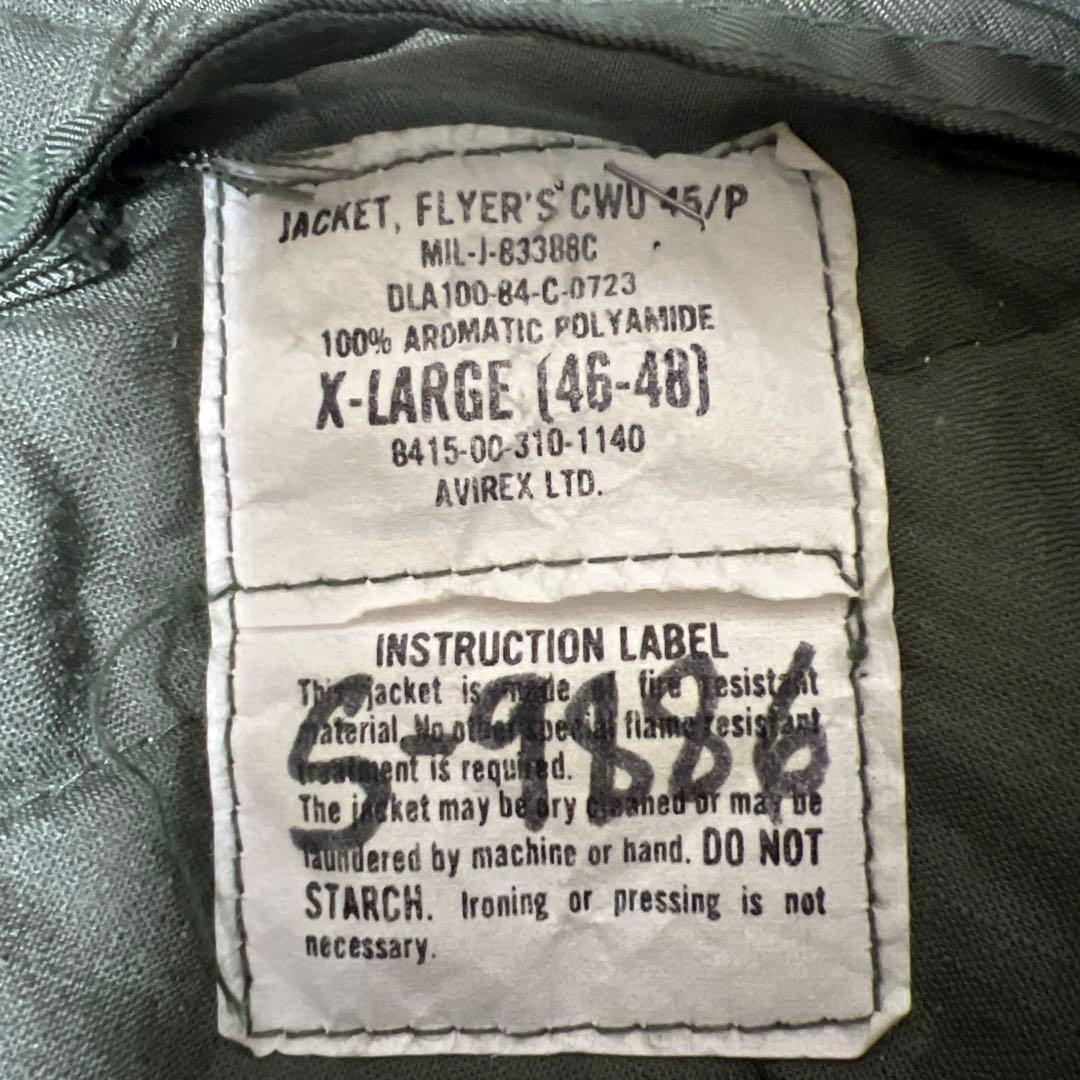 JACKET, FLYER'S CWU 45/P
MIL-J-83388C
DLA100-84-C-0723
100% AROMATIC POLYAMIDE
X-LARGE (46-48)
8415-00-310-1140
AVIREX LTD.
INSTRUCTION LABEL
This jacket is made of fire resistant
material. No other special flame resistant
treatment is required.
The jacket may be dry cleaned or may be
laundered by machine or hand. DO NOT
STARCH. Ironing or pressing is not
necessary.
S-9886